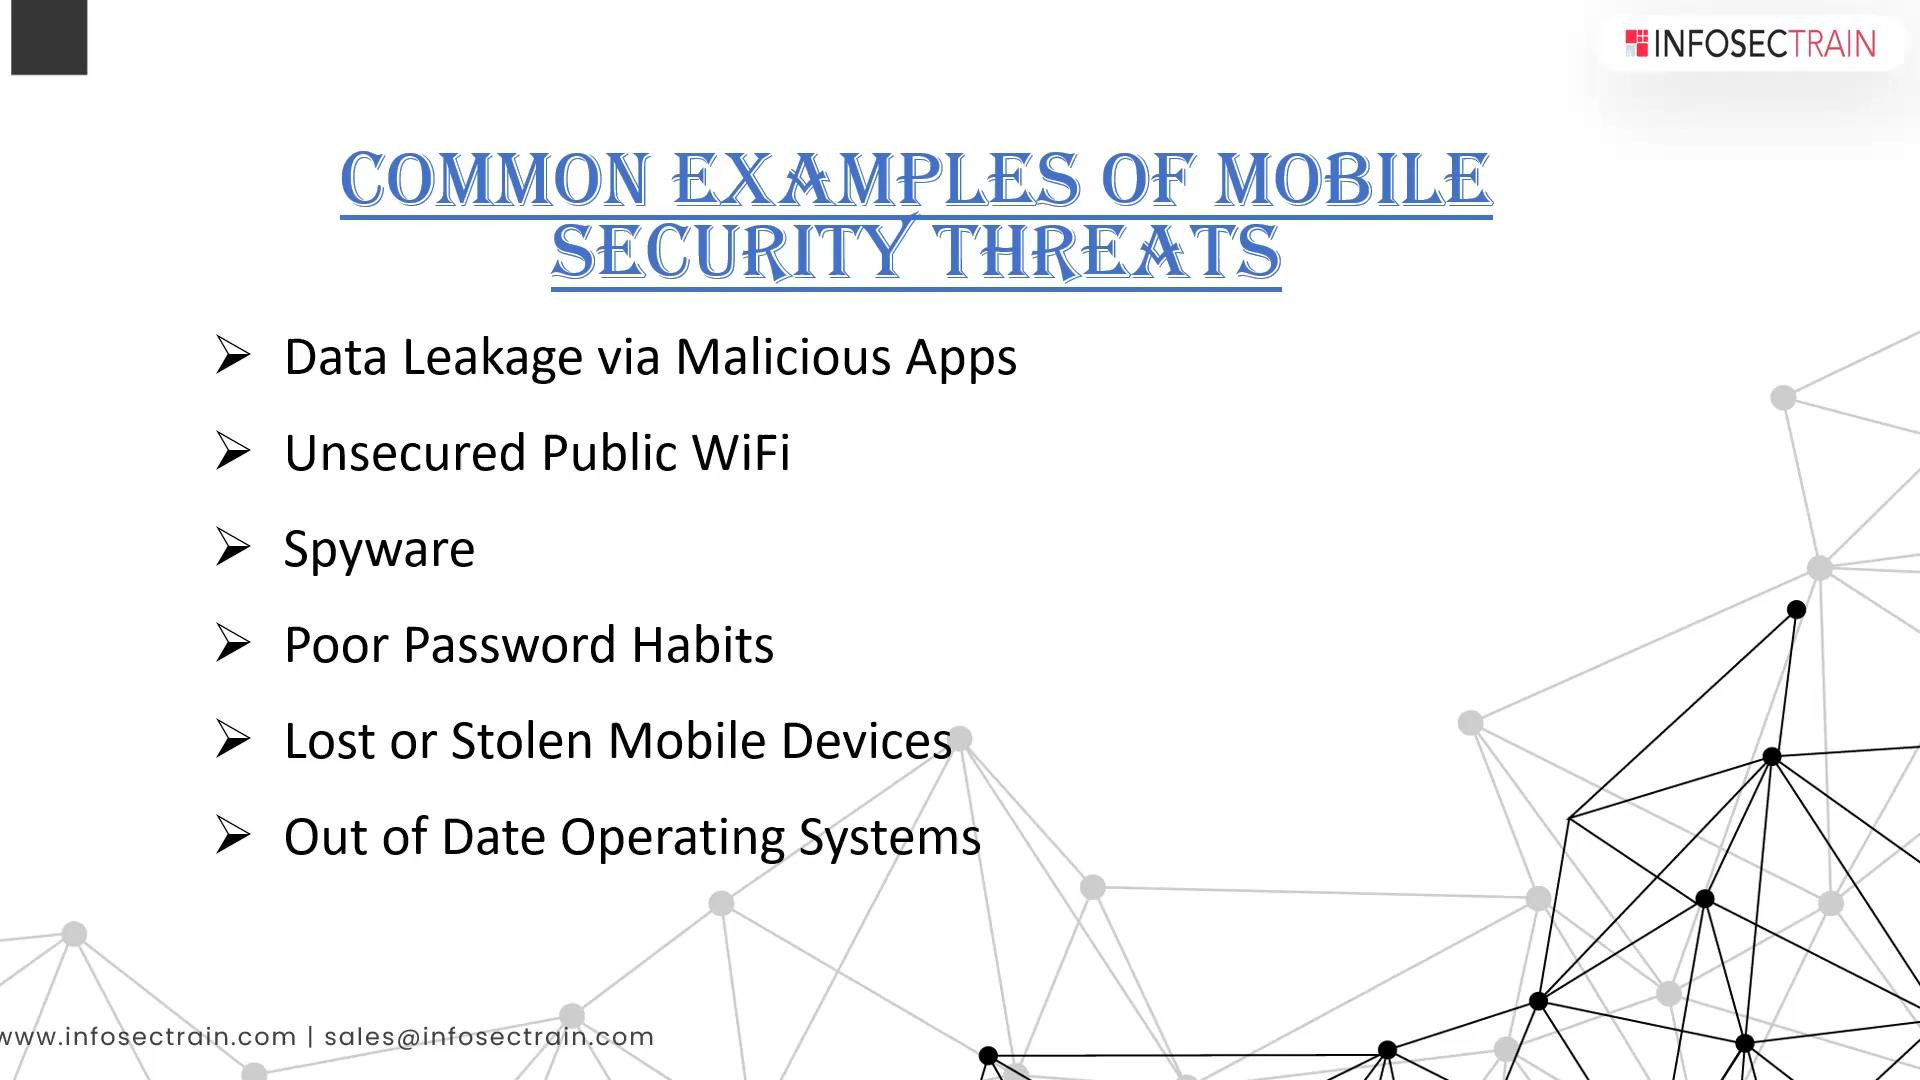 INFOSECTRAIN
COMMON EXAMPLES OF MOBILE
SECURITY THREATS
Data Leakage via Malicious Apps
Unsecured Public WiFi
Spyware
Poor Password Habits
Lost or Stolen Mobile Devices
Out of Date Operating Systems
www.infosectrain.com | sales@infosectrain.com